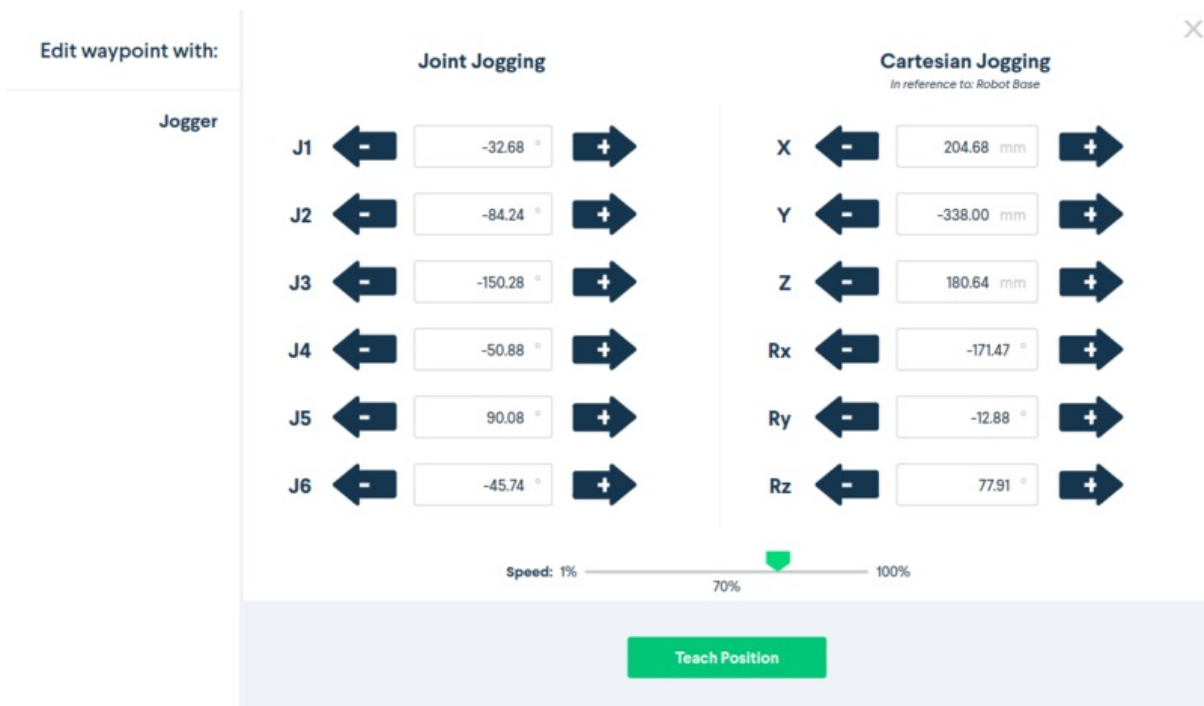 Edit waypoint with:
Jogger
×
Joint Jogging
J1 - -32.68 ° +
J2 - -84.24 ° +
J3 - -150.28 ° +
J4 - -50.88 ° +
J5 - 90.08 ° +
J6 - -45.74 ° +
Cartesian Jogging
In reference to: Robot Base
X - 204.68 mm +
Y - -338.00 mm +
Z - 180.64 mm +
Rx - -171.47 ° +
Ry - -12.88 ° +
Rz - 77.91 ° +
Speed: 1% 100%
70%
Teach Position